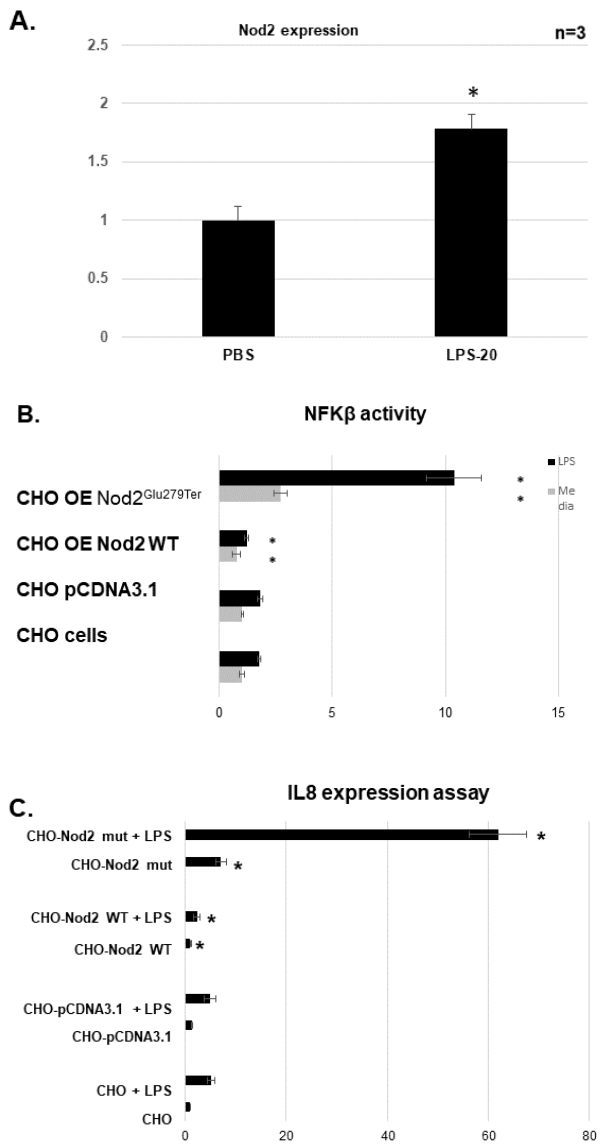 A.
Nod2 expression
n=3
2.5
2
*
1.5
1
0.5
0
PBS
LPS-20
B.
NFKβ activity
LPS
*
CHO OE Nod2Glu279Ter
*
Me
dia
CHO OE Nod2 WT
*
*
CHO pCDNA3.1
CHO cells
0
5
10
15
C.
IL8 expression assay
CHO-Nod2 mut + LPS
*
CHO-Nod2 mut
*
CHO-Nod2 WT + LPS
*
CHO-Nod2 WT
*
CHO-pCDNA3.1 + LPS
CHO-pCDNA3.1
CHO + LPS
CHO
0
20
40
60
80